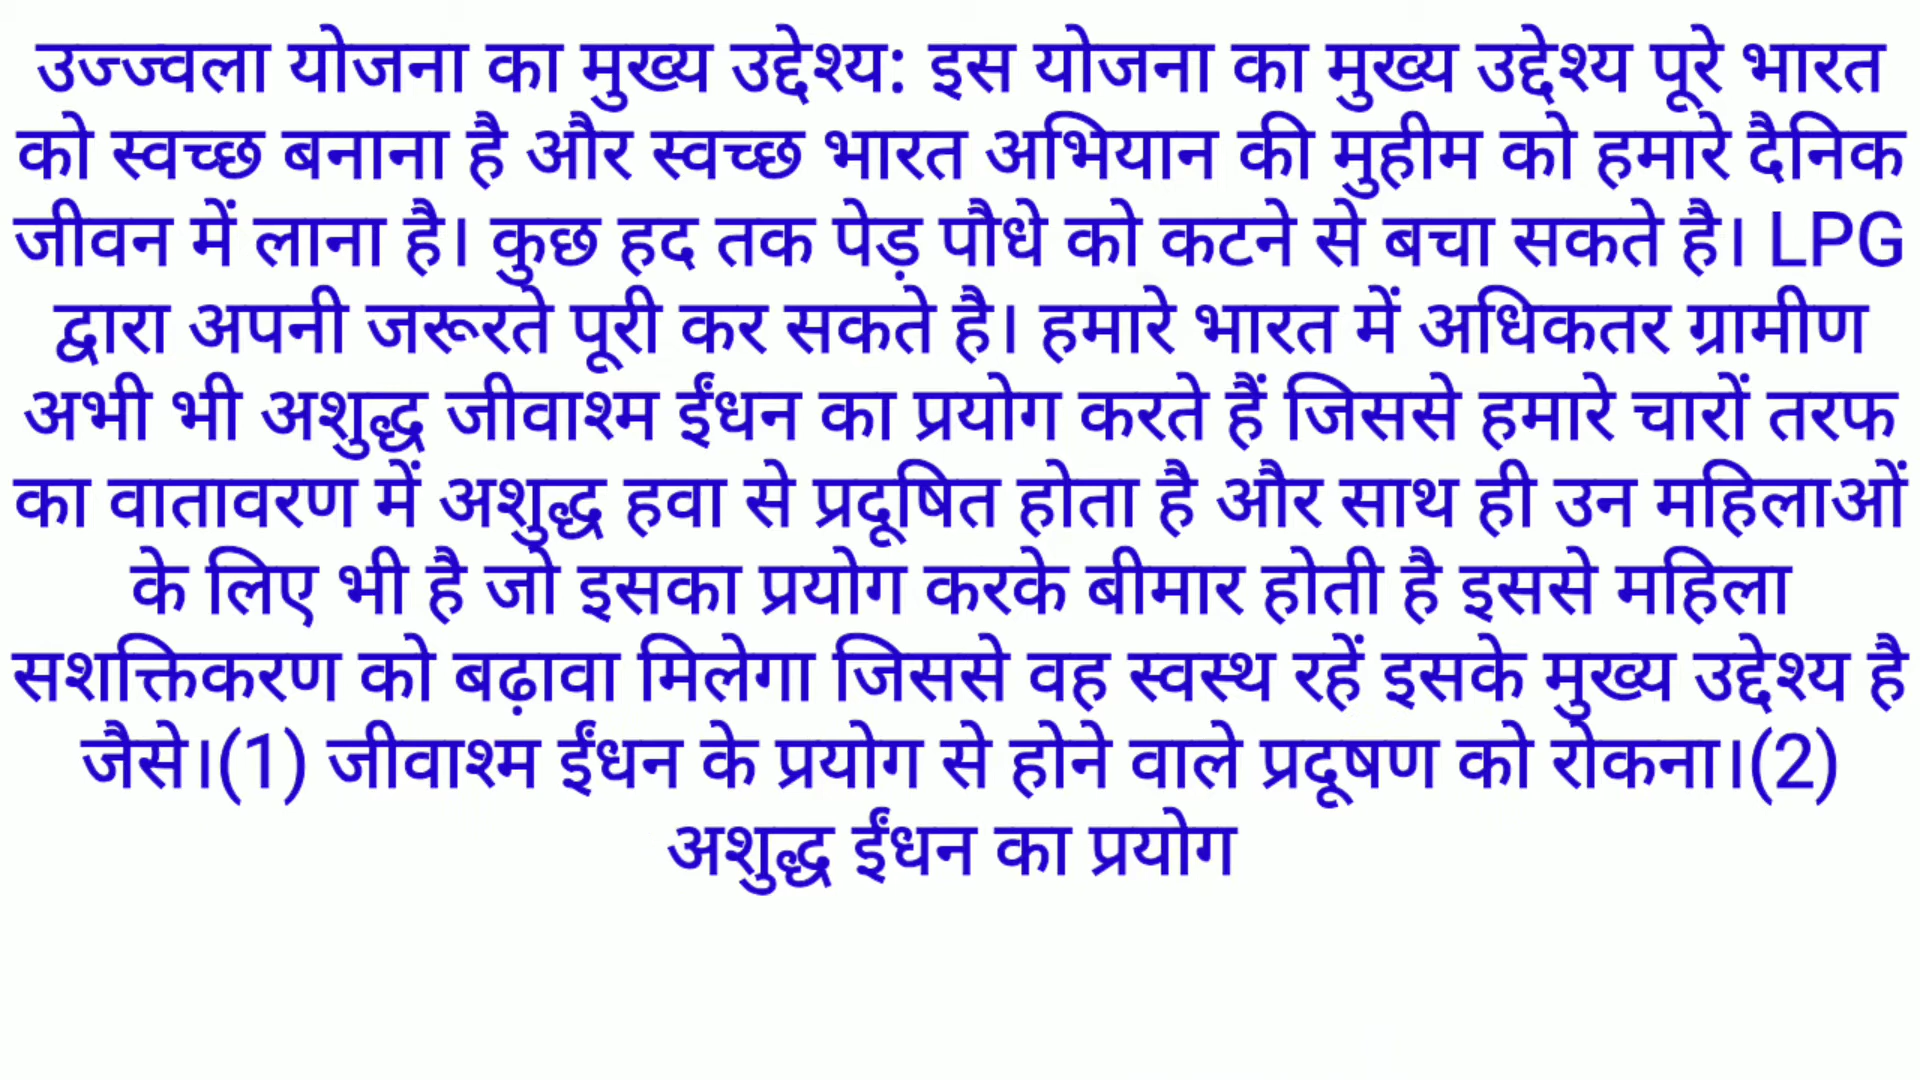 उज्ज्वला योजना का मुख्य उद्देश्य: इस योजना का मुख्य उद्देश्य पूरे भारत
को स्वच्छ बनाना है और स्वच्छ भारत अभियान की मुहीम को हमारे दैनिक
जीवन में लाना है। कुछ हद तक पेड़ पौधे को कटने से बचा सकते है। LPG
द्वारा अपनी जरूरते पूरी कर सकते है। हमारे भारत में अधिकतर ग्रामीण
अभी भी अशुद्ध जीवाश्म ईंधन का प्रयोग करते हैं जिससे हमारे चारों तरफ
का वातावरण में अशुद्ध हवा से प्रदूषित होता है और साथ ही उन महिलाओं
के लिए भी है जो इसका प्रयोग करके बीमार होती है इससे महिला
सशक्तिकरण को बढ़ावा मिलेगा जिससे वह स्वस्थ रहें इसके मुख्य उद्देश्य है
जैसे।(1) जीवाश्म ईंधन के प्रयोग से होने वाले प्रदूषण को रोकना।(2)
अशुद्ध ईंधन का प्रयोग